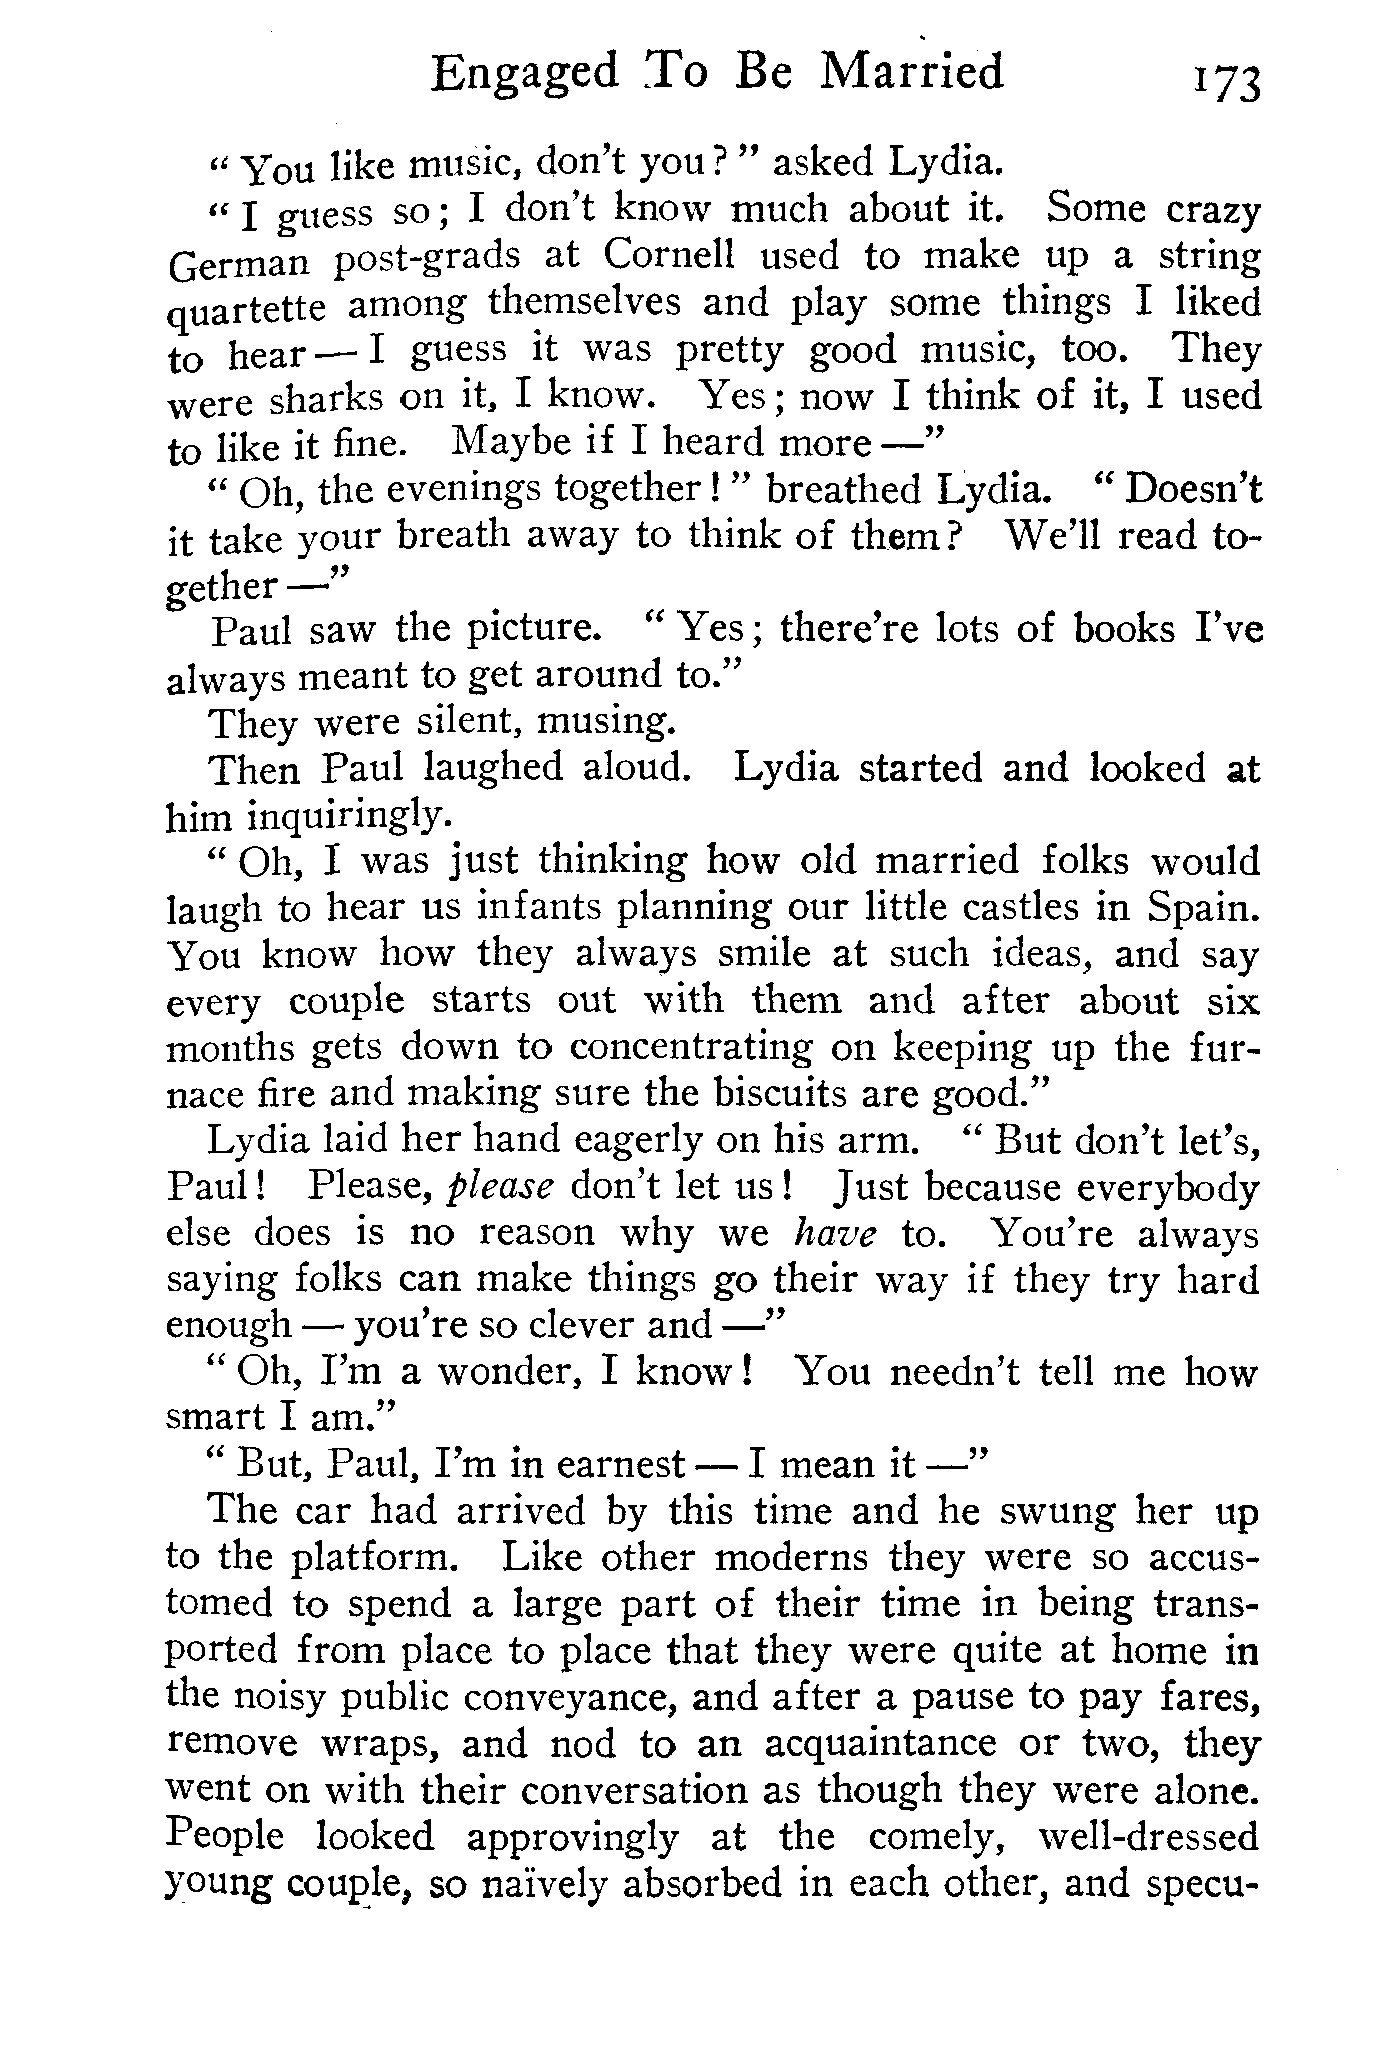 Engaged To Be Married 173
“ You like music, don’t you? ” asked Lydia.
“ I guess so; I don’t know much about it. Some crazy
German post-grads at Cornell used to make up a string
quartette among themselves and play some things I liked
to hear — I guess it was pretty good music, too. They
were sharks on it, I know. Yes; now I think of it, I used
to like it fine. Maybe if I heard more —”
“ Oh, the evenings together! ” breathed Lydia. “ Doesn’t
it take your breath away to think of them? We’ll read to-
gether —”
Paul saw the picture. “ Yes; there’re lots of books I’ve
always meant to get around to.”
They were silent, musing.
Then Paul laughed aloud. Lydia started and looked at
him inquiringly.
“ Oh, I was just thinking how old married folks would
laugh to hear us infants planning our little castles in Spain.
You know how they always smile at such ideas, and say
every couple starts out with them and after about six
months gets down to concentrating on keeping up the fur-
nace fire and making sure the biscuits are good.”
Lydia laid her hand eagerly on his arm. “ But don’t let’s,
Paul! Please, please don’t let us! Just because everybody
else does is no reason why we have to. You’re always
saying folks can make things go their way if they try hard
enough — you’re so clever and —”
“ Oh, I’m a wonder, I know! You needn’t tell me how
smart I am.”
“ But, Paul, I’m in earnest — I mean it —”
The car had arrived by this time and he swung her up
to the platform. Like other moderns they were so accus-
tomed to spend a large part of their time in being trans-
ported from place to place that they were quite at home in
the noisy public conveyance, and after a pause to pay fares,
remove wraps, and nod to an acquaintance or two, they
went on with their conversation as though they were alone.
People looked approvingly at the comely, well-dressed
young couple, so naïvely absorbed in each other, and specu-